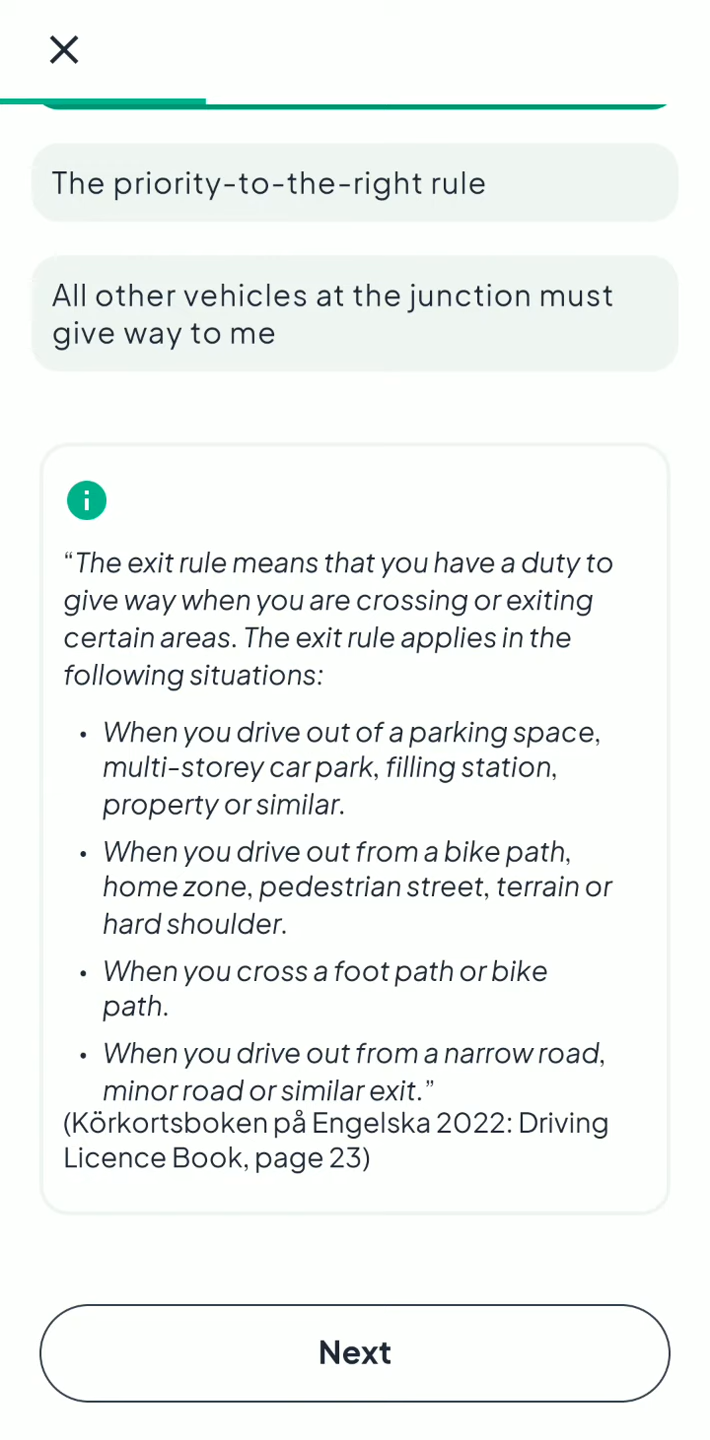 The priority-to-the-right rule
All other vehicles at the junction must
give way to me
“The exit rule means that you have a duty to
give way when you are crossing or exiting
certain areas. The exit rule applies in the
following situations:
• When you drive out of a parking space,
multi-storey car park, filling station,
property or similar.
• When you drive out from a bike path,
home zone, pedestrian street, terrain or
hard shoulder.
• When you cross a foot path or bike
path.
• When you drive out from a narrow road,
minor road or similar exit.”
(Körkortsboken på Engelska 2022: Driving
Licence Book, page 23)
Next